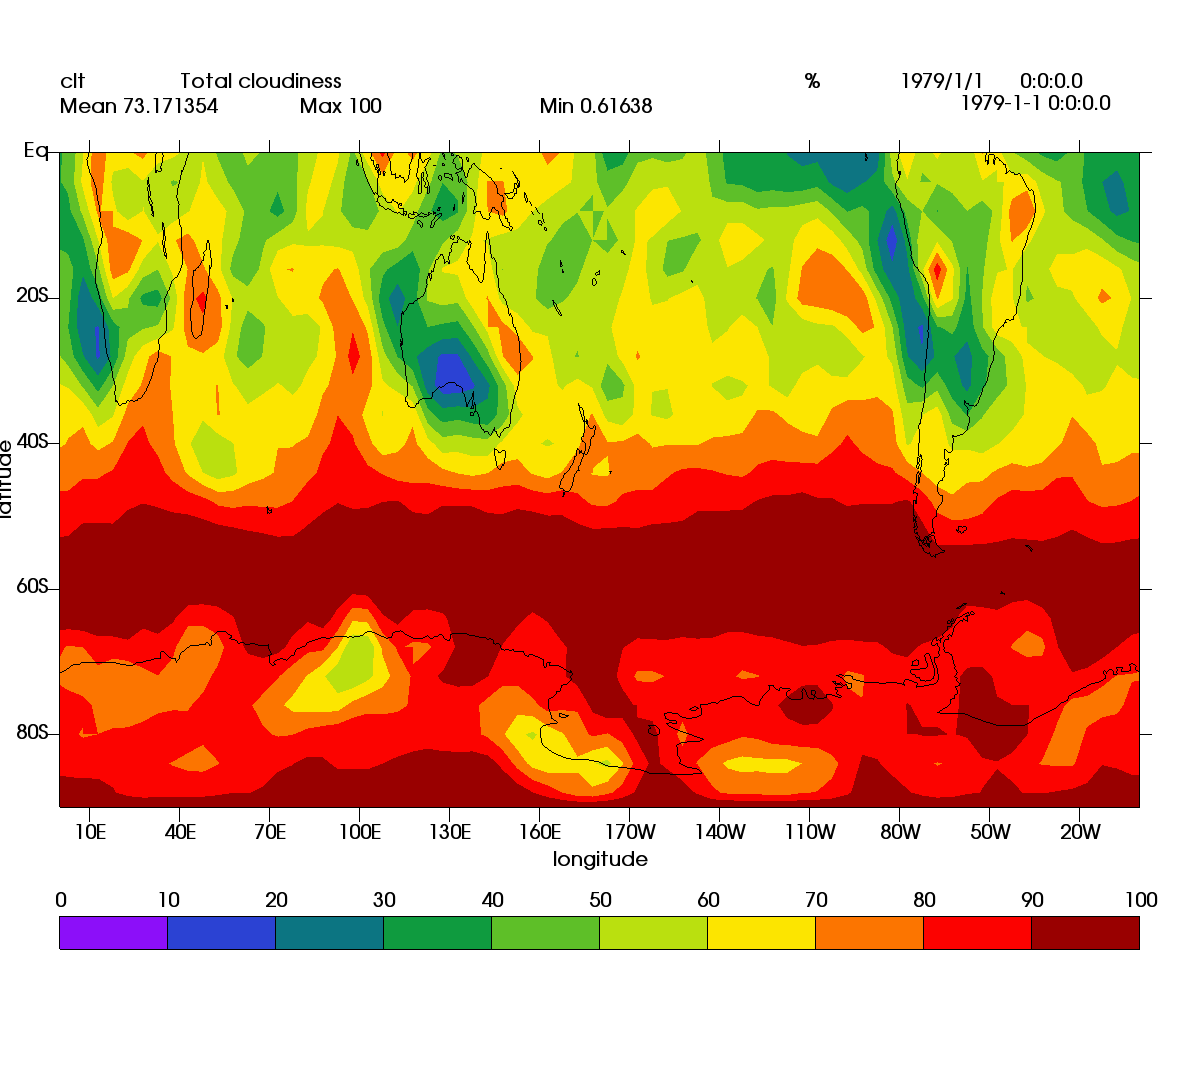 clt Total cloudiness % 1979/1/1 0:0:0.0
Mean 73.171354 Max 100 Min 0.61638 1979-1-1 0:0:0.0
Eq
20S
40S
latitude
60S
80S
10E 40E 70E 100E 130E 160E 170W 140W 110W 80W 50W 20W
longitude
0 10 20 30 40 50 60 70 80 90 100